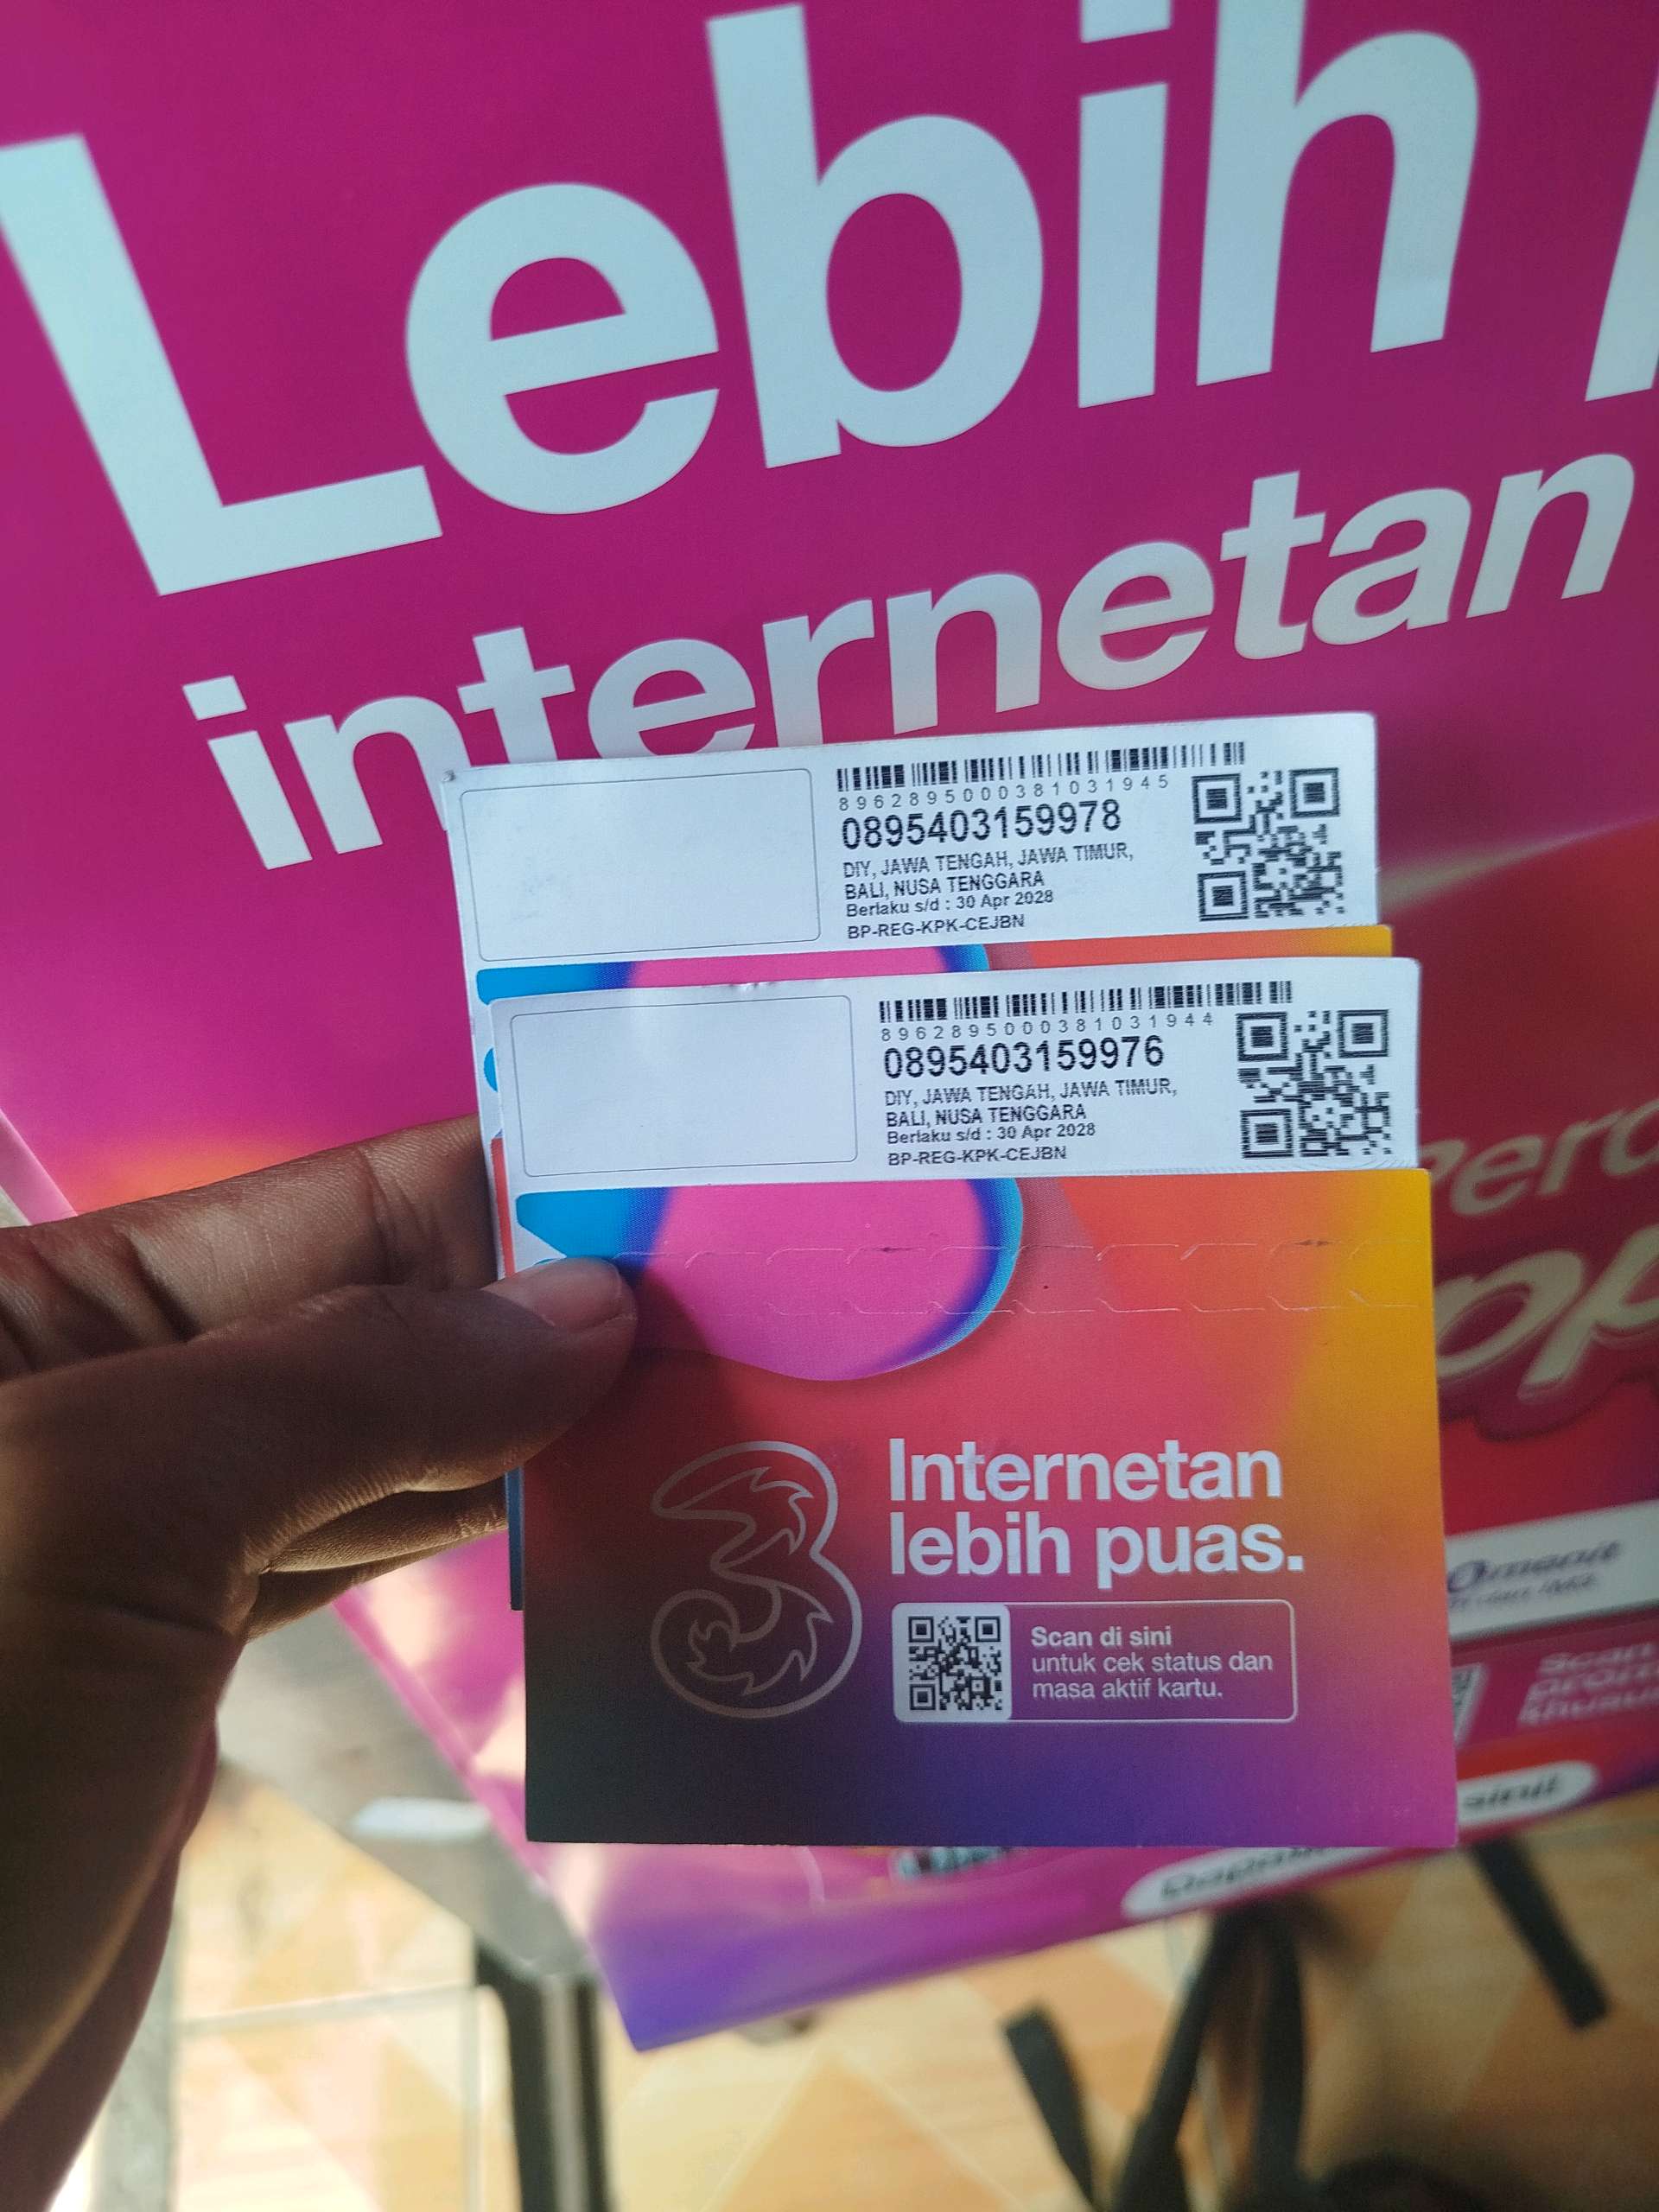 Lebih
internetan
8962895000381031945
0895403159978
DIY, JAWA TENGAH, JAWA TIMUR,
BALI, NUSA TENGGARA
Berlaku s/d : 30 Apr 2028
BP-REG-KPK-CEJBN
8962895000381031944
0895403159976
DIY, JAWA TENGAH, JAWA TIMUR,
BALI, NUSA TENGGARA
Berlaku s/d : 30 Apr 2028
BP-REG-KPK-CEJBN
3
Internetan
lebih puas.
Scan di sini
untuk cek status dan
masa aktif kartu.